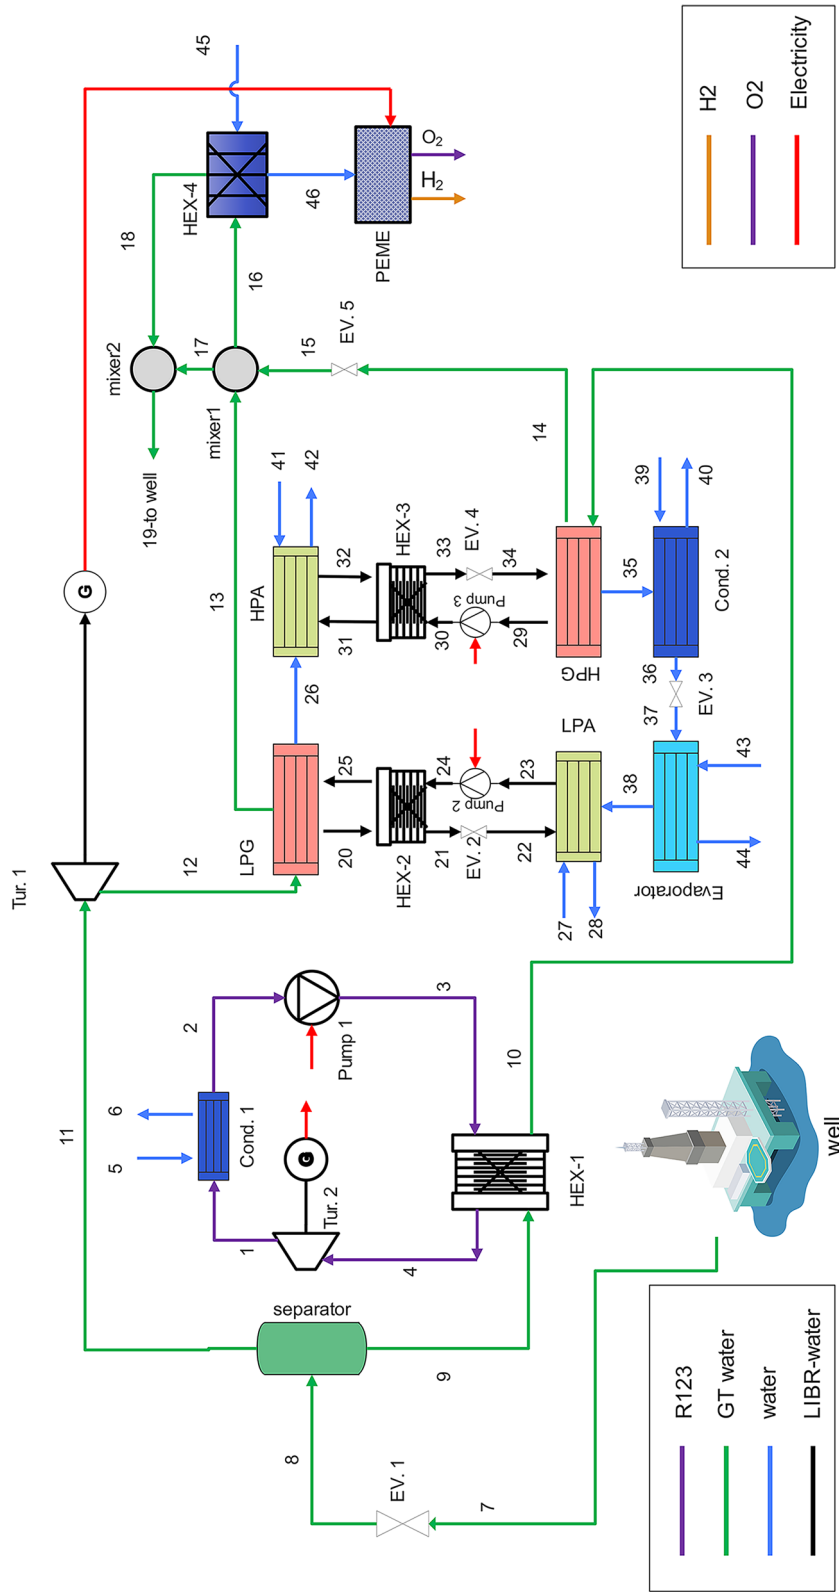 45
18
HEX-4
46
O₂
H₂
PEME
16
mixer2
17
15
EV. 5
mixer1
19-to well
14
13
41
42
HPA
32
HEX-3
33
EV. 4
34
31
30
Pump 3
29
HPG
35
39
40
Cond. 2
36
EV. 3
37
26
G
Tur. 1
12
LPG
25
24
Pump 2
23
LPA
20
HEX-2
21
EV. 2
22
27
28
38
43
44
Evaporator
11
2
3
Pump 1
10
6
5
Cond. 1
G
Tur. 2
1
4
HEX-1
separator
9
8
EV. 1
7
well
H2
O2
Electricity
R123
GT water
water
LIBR-water